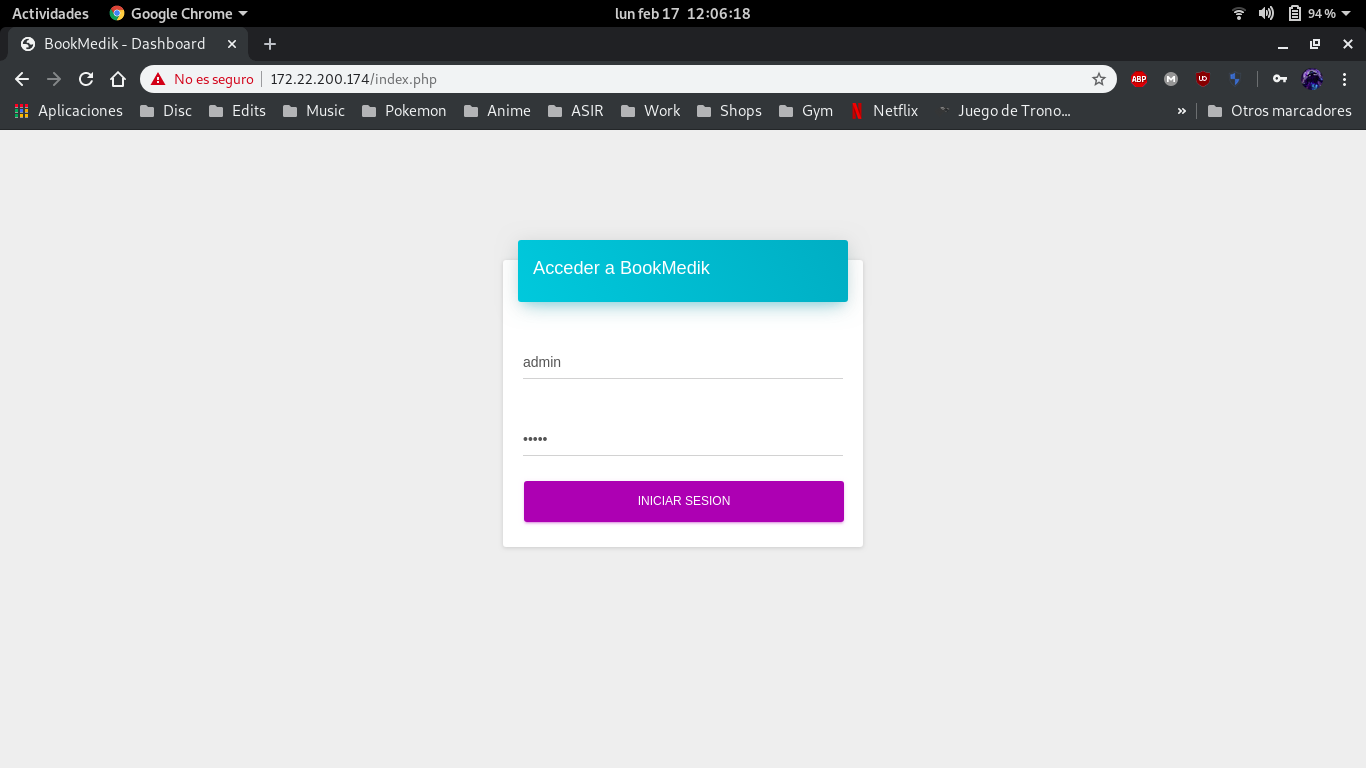 Actividades Google Chrome lun feb 17 12:06:18 94 %
BookMedik - Dashboard
No es seguro 172.22.200.174/index.php ABP M UO
Aplicaciones Disc Edits Music Pokemon Anime ASIR Work Shops Gym Netflix Juego de Trono... » Otros marcadores
Acceder a BookMedik
admin
•••••
INICIAR SESION